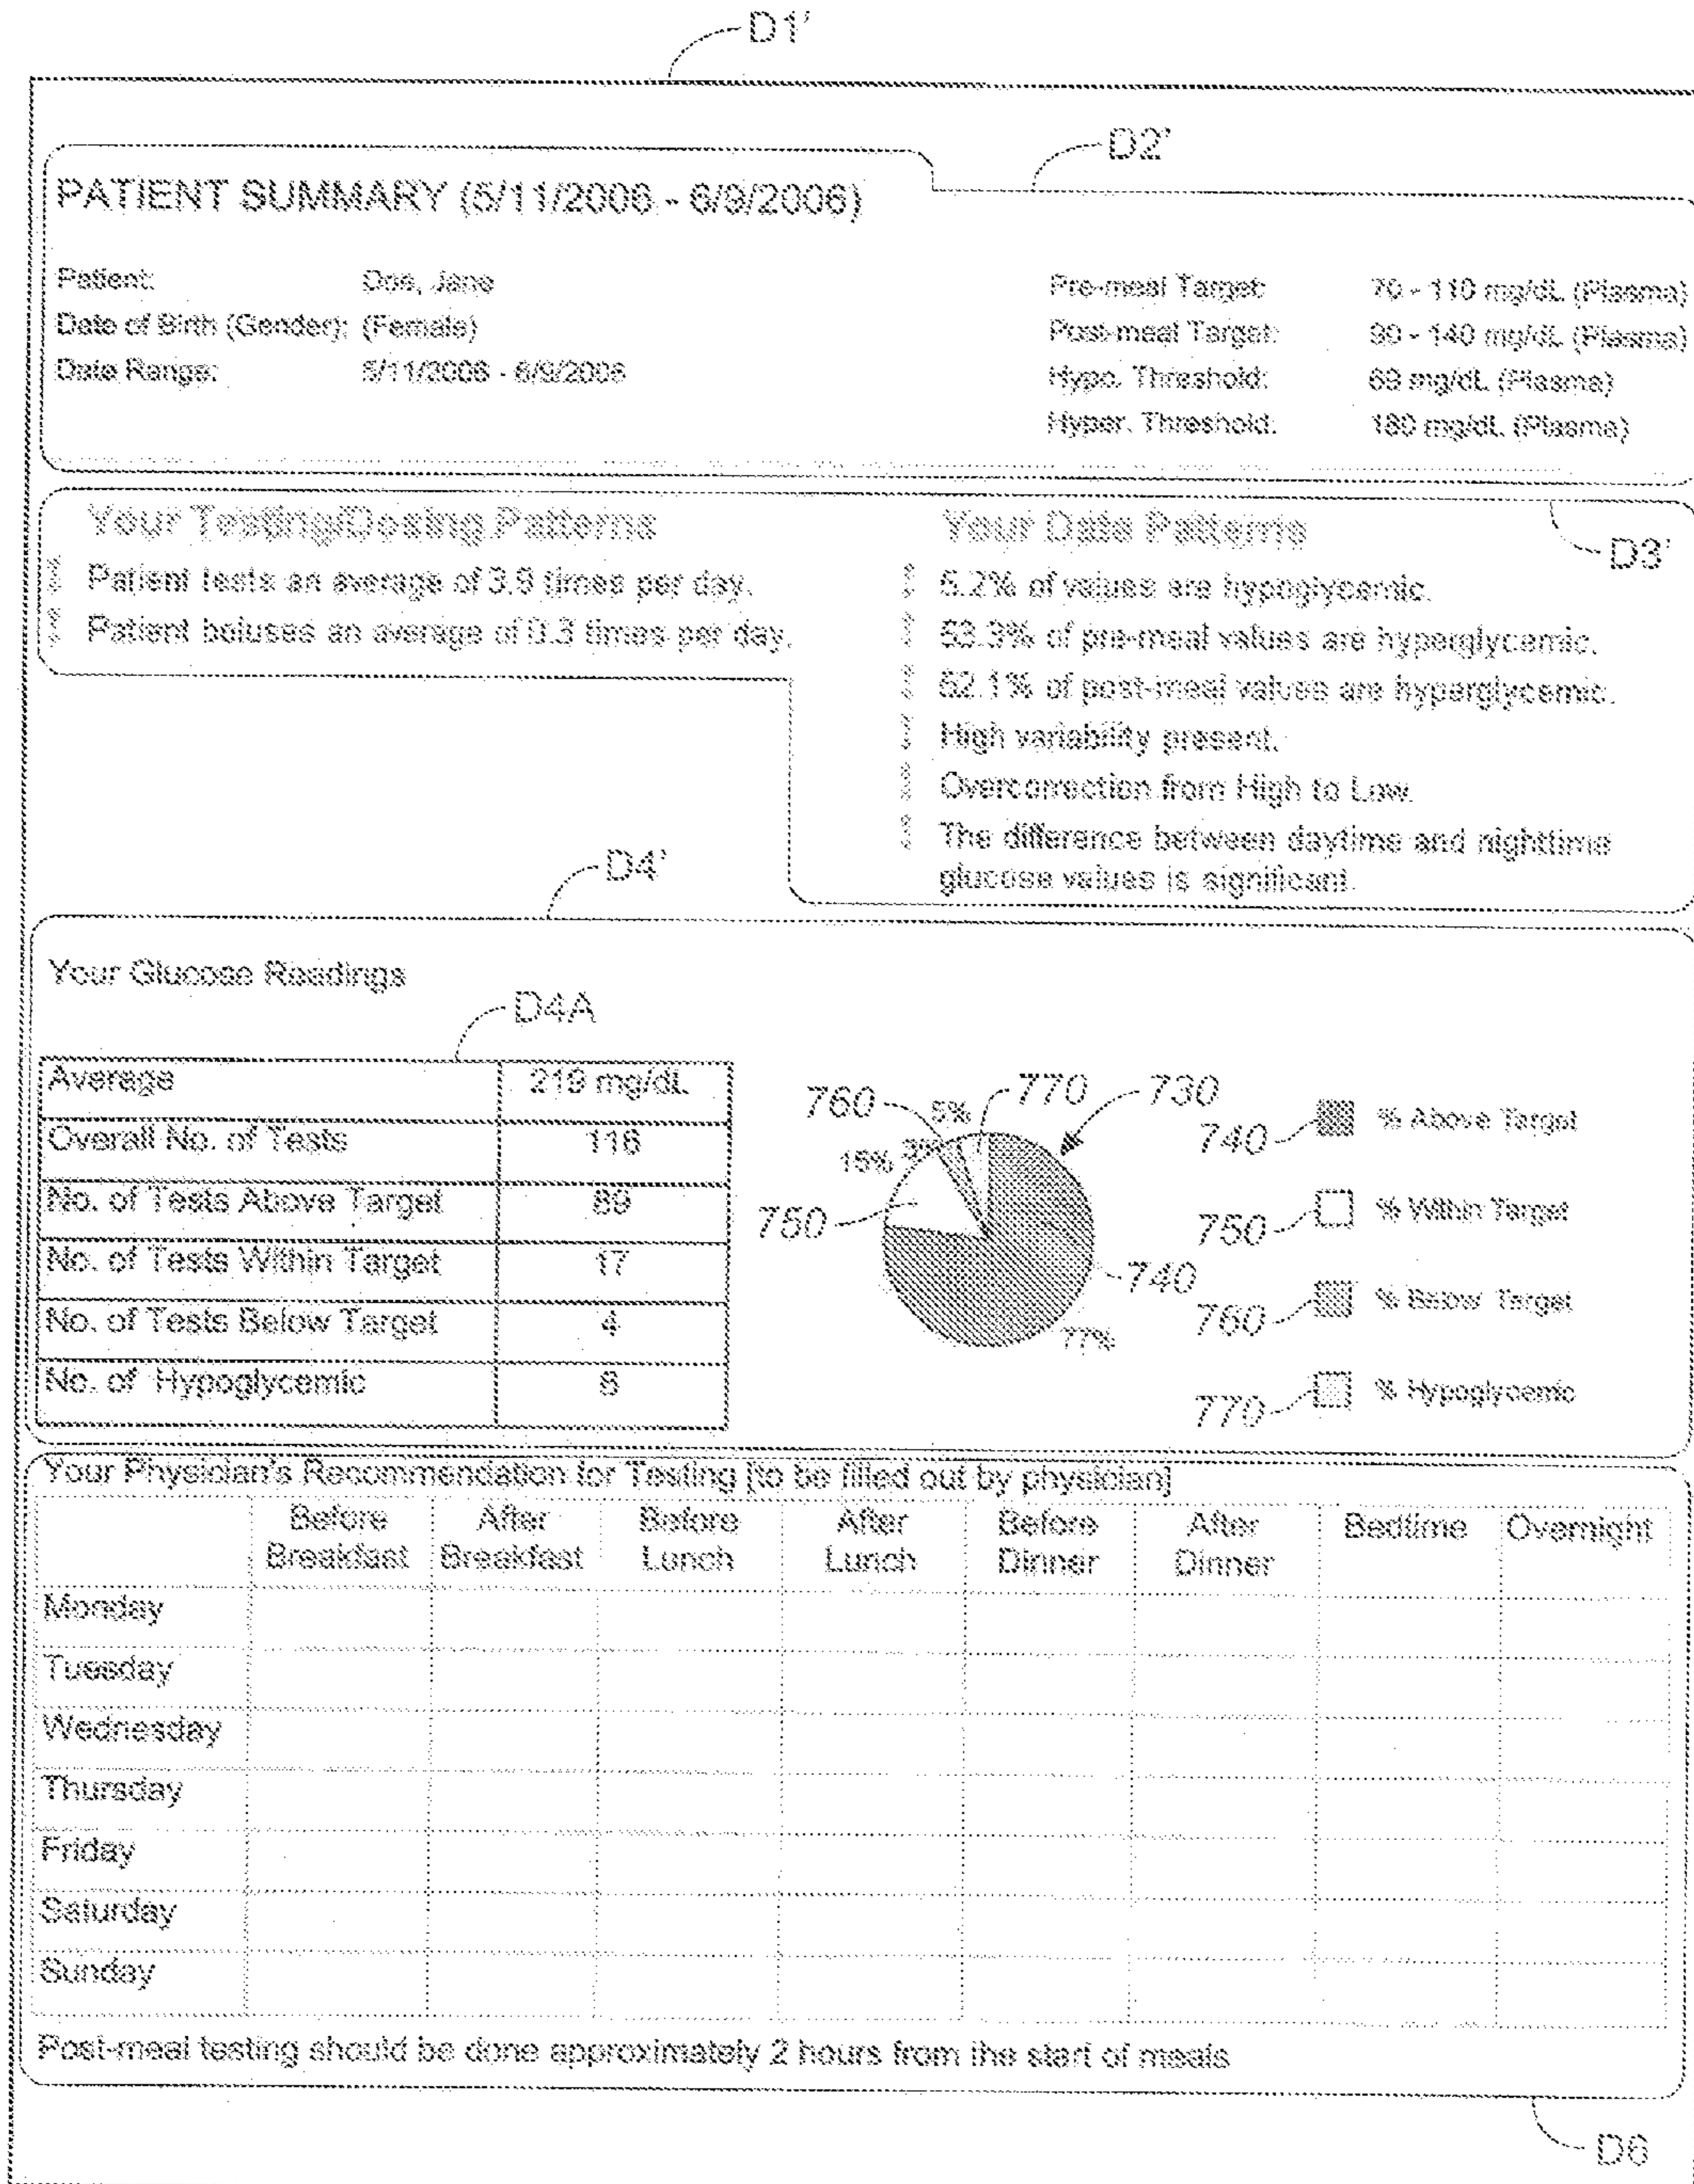 D1'
D2'
PATIENT SUMMARY (5/11/2006 - 6/9/2006)
Patient: Doe, Jane
Date of Birth (Gender): (Female)
Date Range: 5/11/2006 - 6/9/2006
Pre-meal Target: 70 - 110 mg/dL (Plasma)
Post-meal Target: 90 - 140 mg/dL (Plasma)
Hypo. Threshold: 69 mg/dL (Plasma)
Hyper. Threshold: 180 mg/dL (Plasma)
D3'
Your Testing/Dosing Patterns
Patient tests an average of 3.9 times per day.
Patient boluses an average of 0.3 times per day.
Your Data Patterns
5.2% of values are hypoglycemic.
53.3% of pre-meal values are hyperglycemic.
52.1% of post-meal values are hyperglycemic.
High variability present.
Overcorrection from High to Low.
The difference between daytime and nighttime
glucose values is significant.
D4'
Your Glucose Readings
D4A
Average 219 mg/dL
Overall No. of Tests 116
No. of Tests Above Target 89
No. of Tests Within Target 17
No. of Tests Below Target 4
No. of Hypoglycemic 6
760 5% 770 730
15% 3%
750
740
77%
740 % Above Target
750 % Within Target
760 % Below Target
770 % Hypoglycemic
Your Physician's Recommendation for Testing [to be filled out by physician]
Before Breakfast After Breakfast Before Lunch After Lunch Before Dinner After Dinner Bedtime Overnight
Monday
Tuesday
Wednesday
Thursday
Friday
Saturday
Sunday
Post-meal testing should be done approximately 2 hours from the start of meals
D6